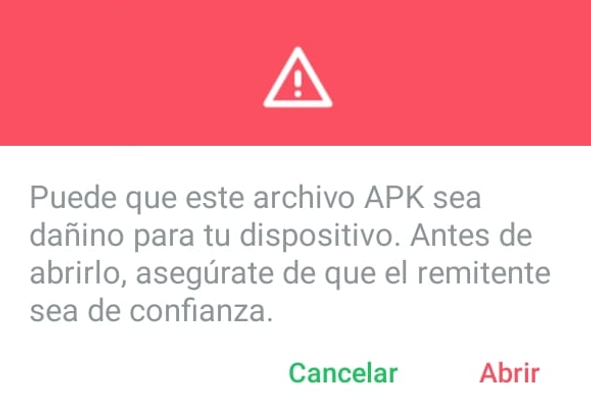 Puede que este archivo APK sea
dañino para tu dispositivo. Antes de
abrirlo, asegúrate de que el remitente
sea de confianza.
Cancelar Abrir